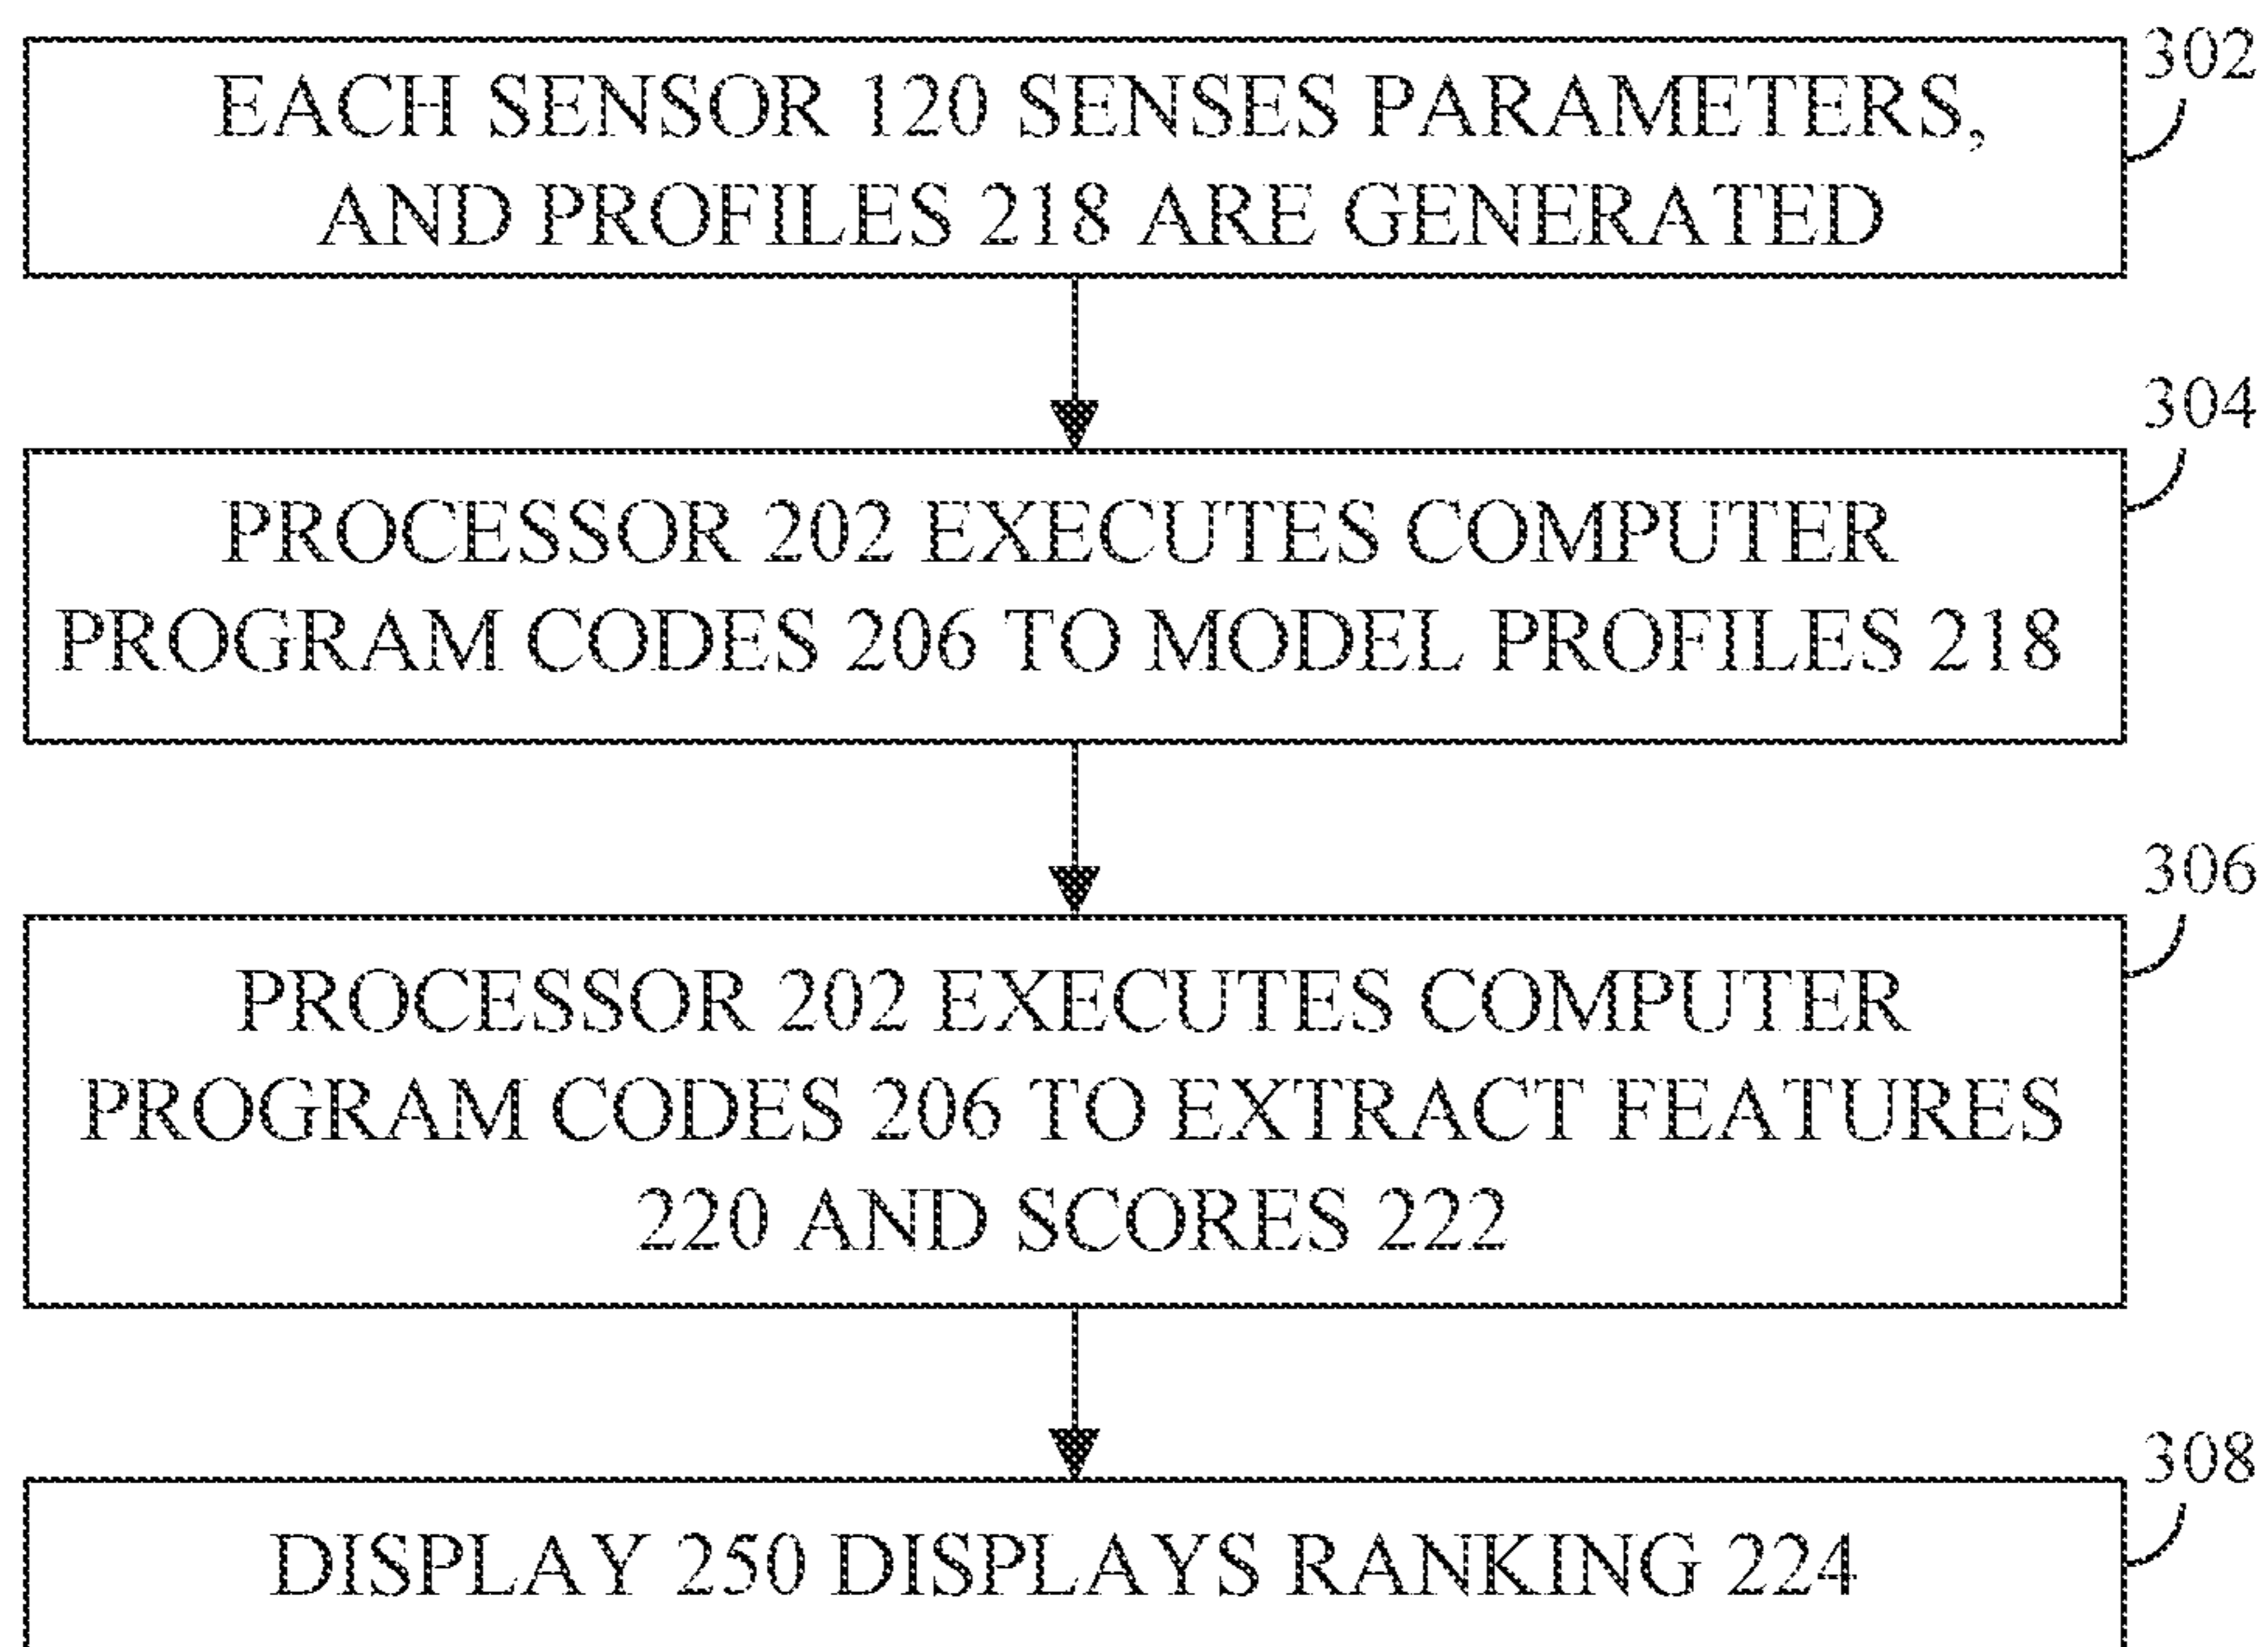 302
EACH SENSOR 120 SENSES PARAMETERS,
AND PROFILES 218 ARE GENERATED
304
PROCESSOR 202 EXECUTES COMPUTER
PROGRAM CODES 206 TO MODEL PROFILES 218
306
PROCESSOR 202 EXECUTES COMPUTER
PROGRAM CODES 206 TO EXTRACT FEATURES
220 AND SCORES 222
308
DISPLAY 250 DISPLAYS RANKING 224